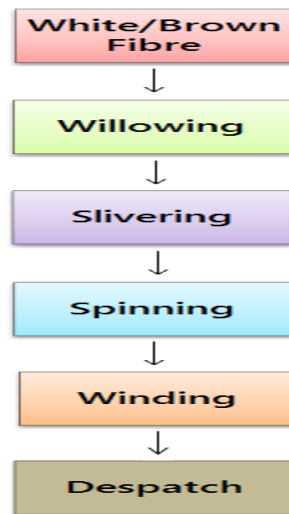 White/Brown
Fibre
Willowing
Slivering
Spinning
Winding
Despatch